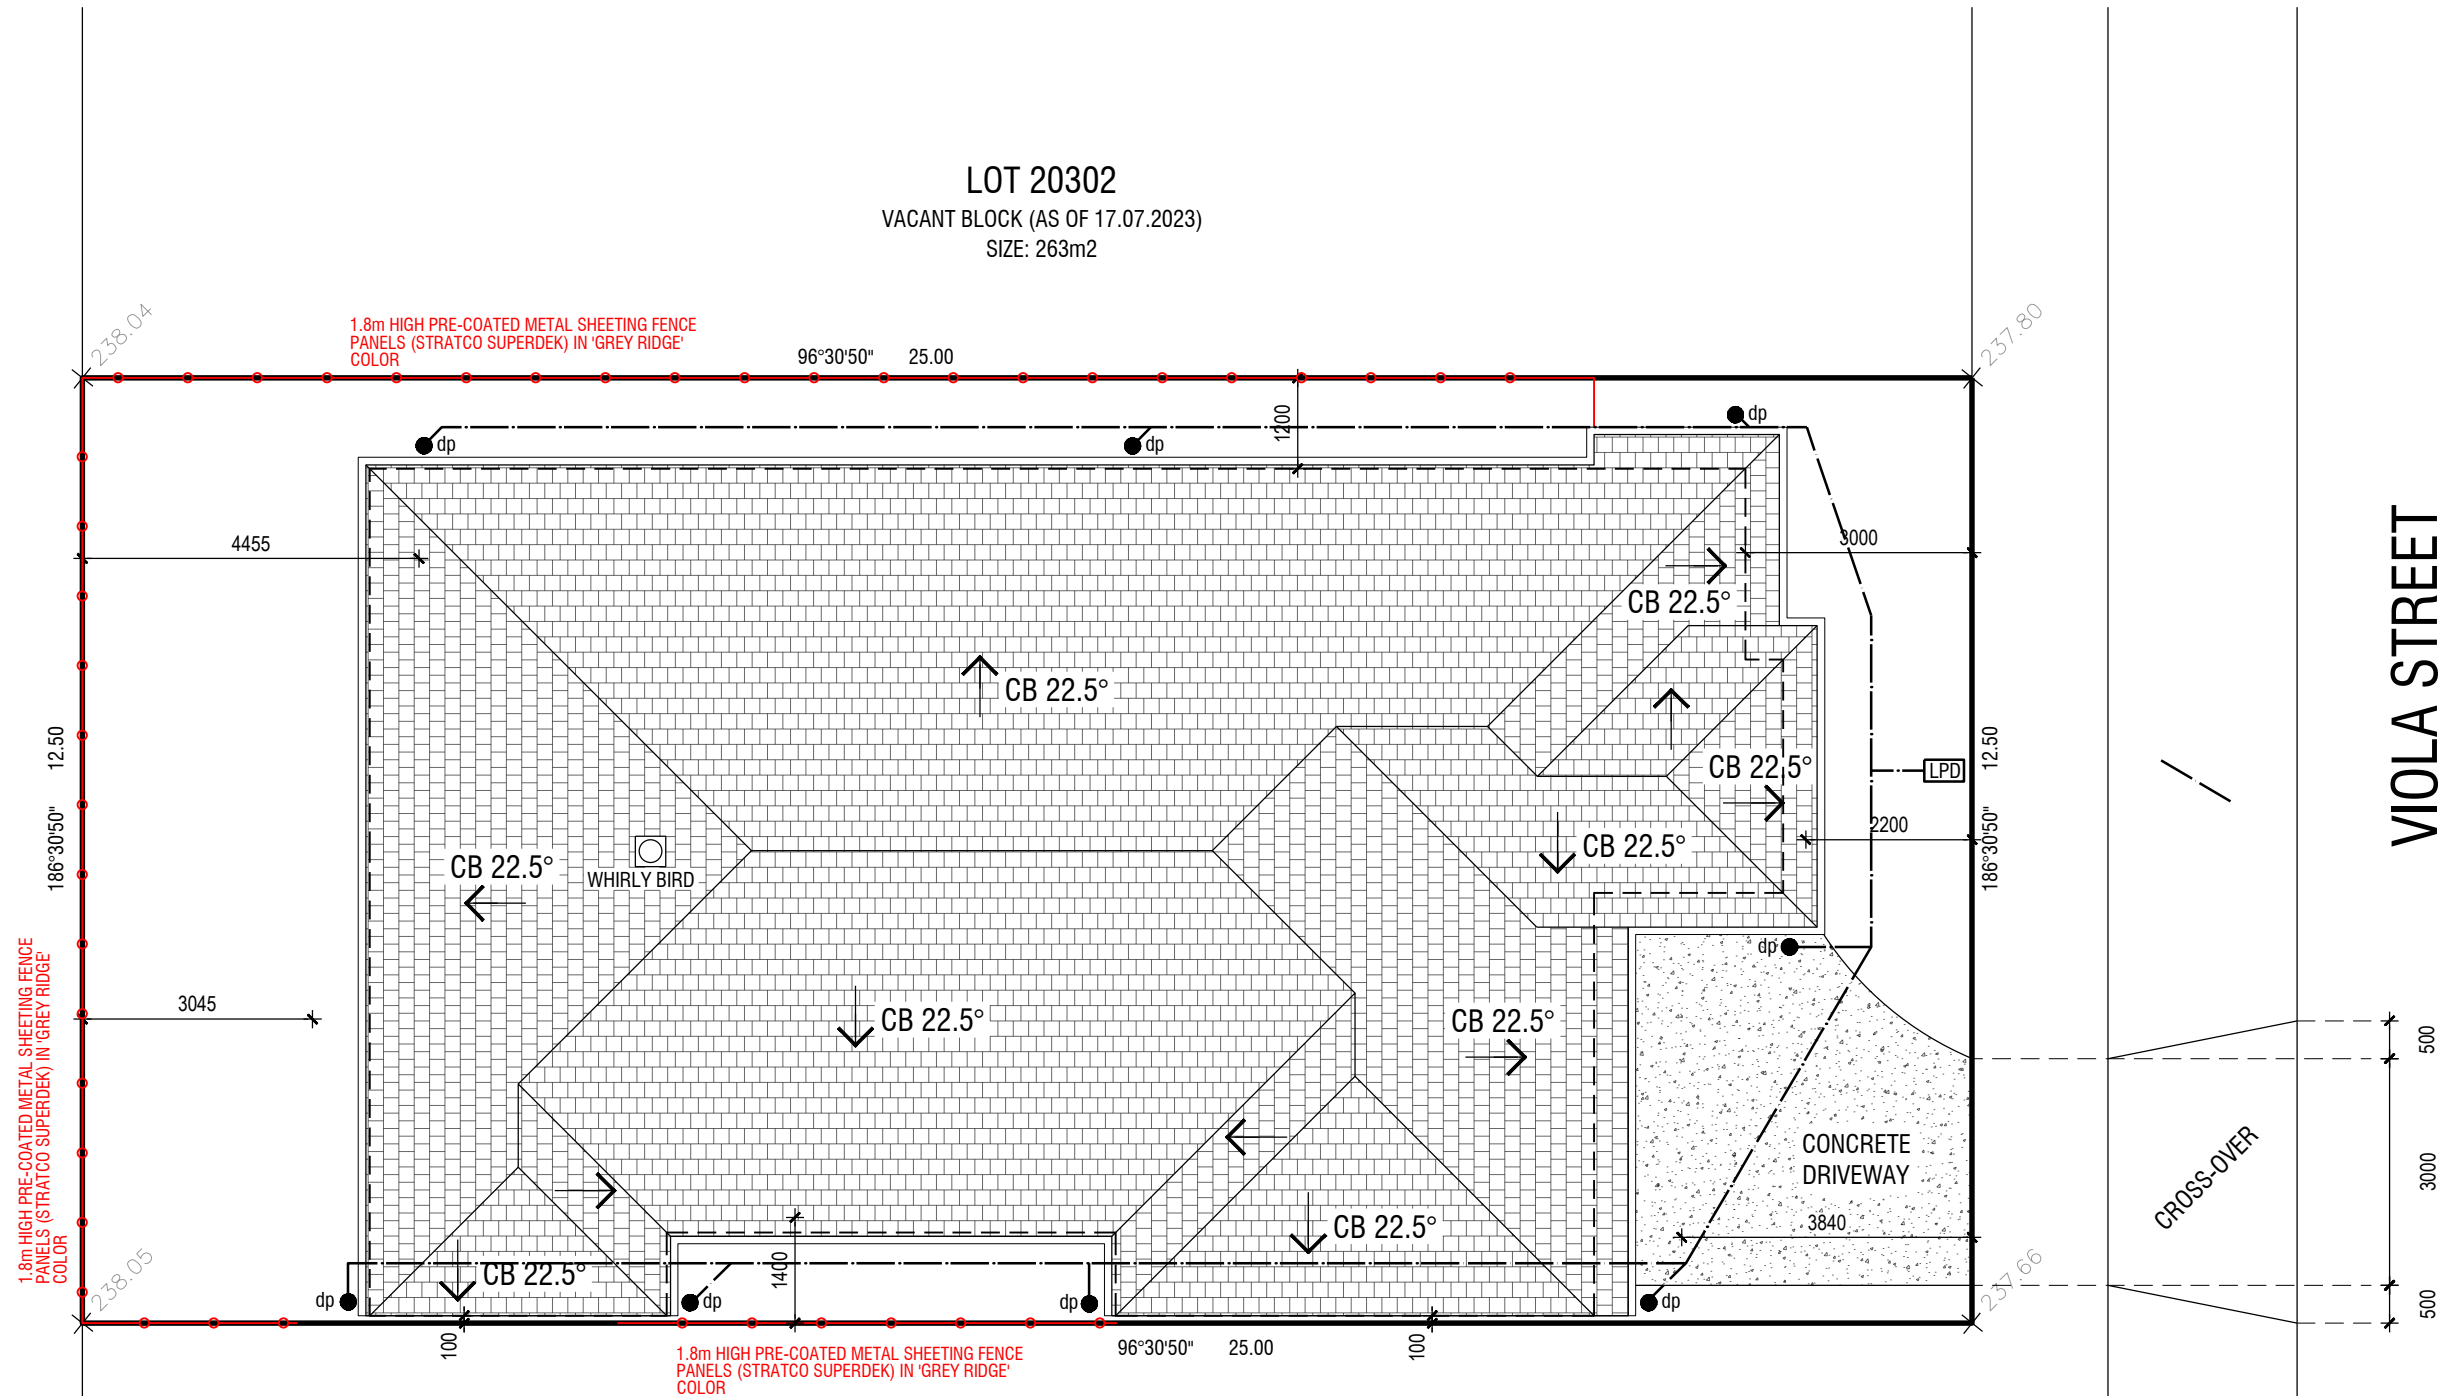 LOT 20302
VACANT BLOCK (AS OF 17.07.2023)
SIZE: 263m2
238.04
1.8m HIGH PRE-COATED METAL SHEETING FENCE
PANELS (STRATCO SUPERDEK) IN 'GREY RIDGE'
COLOR
96°30'50" 25.00
237.80
1200
dp
dp
dp
4455
3000
CB 22.5°
CB 22.5°
CB 22.5°
12.50
186°30'50"
12.50
186°30'50"
LPD
VIOLA STREET
2200
CB 22.5°
CB 22.5°
WHIRLY BIRD
dp
3045
CB 22.5°
CB 22.5°
500
1.8m HIGH PRE-COATED METAL SHEETING FENCE
PANELS (STRATCO SUPERDEK) IN 'GREY RIDGE'
COLOR
CONCRETE
DRIVEWAY
CROSS-OVER
3000
3840
CB 22.5°
1400
CB 22.5°
238.05
237.66
dp
dp
dp
dp
500
100
100
96°30'50" 25.00
1.8m HIGH PRE-COATED METAL SHEETING FENCE
PANELS (STRATCO SUPERDEK) IN 'GREY RIDGE'
COLOR